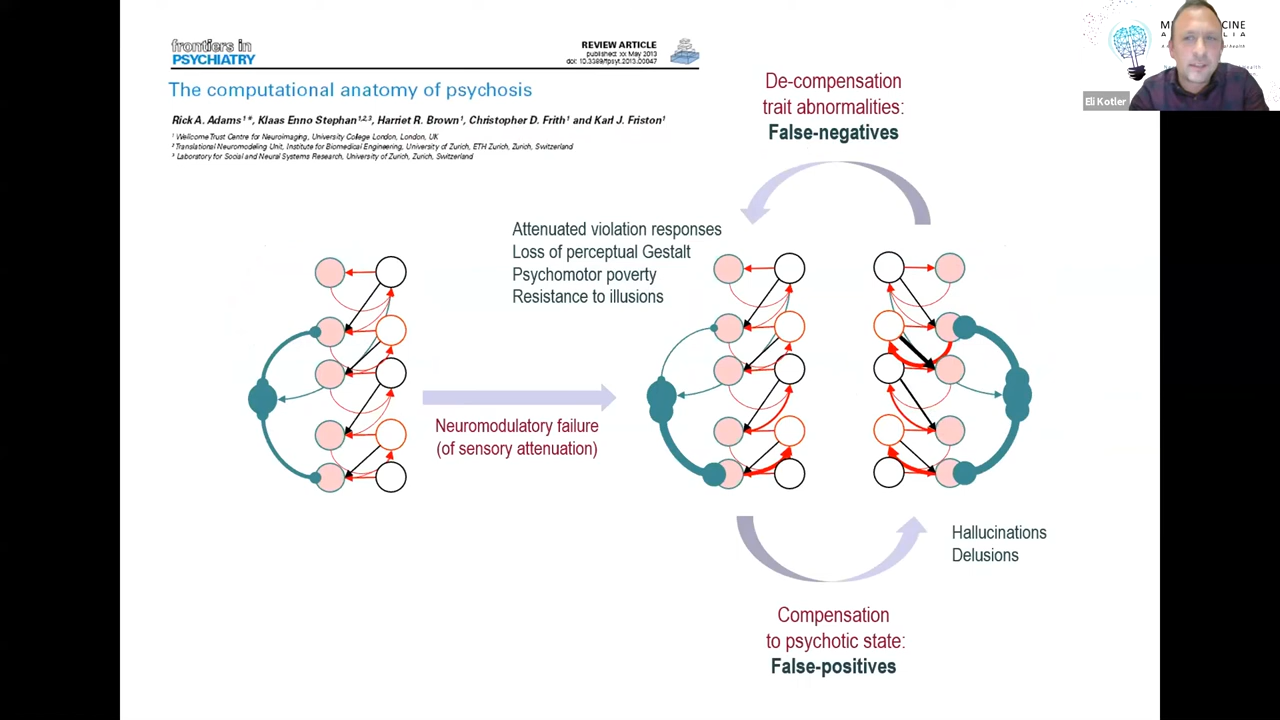 frontiers in
PSYCHIATRY
REVIEW ARTICLE
published: xx May 2013
doi: 10.3389/fpsyt.2013.00047
The computational anatomy of psychosis
Rick A. Adams¹*, Klaas Enno Stephan¹,²,³, Harriet R. Brown¹, Christopher D. Frith¹ and Karl J. Friston¹
¹ Wellcome Trust Centre for Neuroimaging, University College London, London, UK
² Translational Neuromodeling Unit, Institute for Biomedical Engineering, University of Zurich, ETH Zurich, Zurich, Switzerland
³ Laboratory for Social and Neural Systems Research, University of Zurich, Zurich, Switzerland
Eli Kotler
De-compensation
trait abnormalities:
False-negatives
Attenuated violation responses
Loss of perceptual Gestalt
Psychomotor poverty
Resistance to illusions
Neuromodulatory failure
(of sensory attenuation)
Hallucinations
Delusions
Compensation
to psychotic state:
False-positives